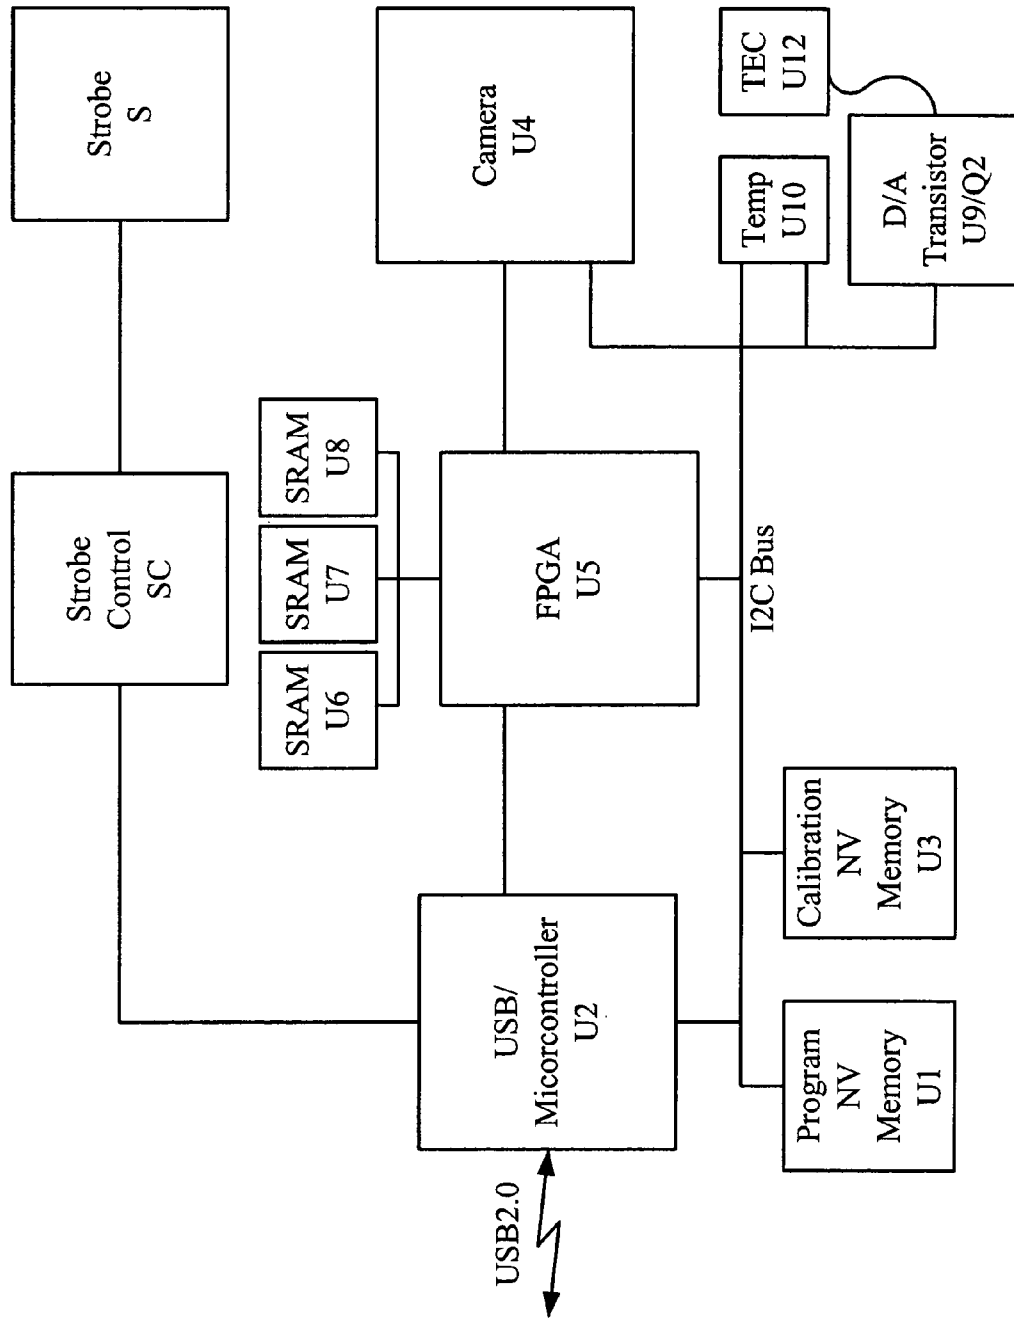 Strobe
S
Strobe
Control
SC
Camera
U4
SRAM
U6
SRAM
U7
SRAM
U8
FPGA
U5
USB/
Micorcontroller
U2
USB2.0
I2C Bus
Temp
U10
TEC
U12
D/A
Transistor
U9/Q2
Program
NV
Memory
U1
Calibration
NV
Memory
U3